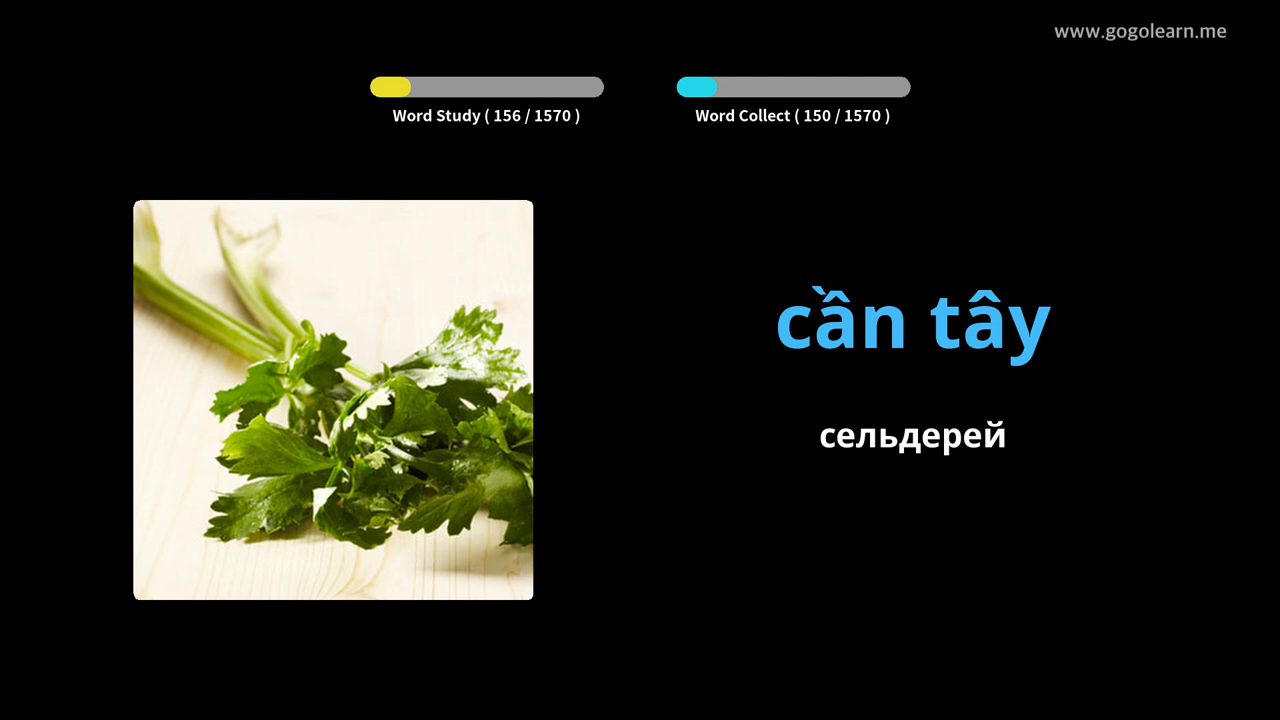 www.gogolearn.me
Word Study ( 156 / 1570 )
Word Collect ( 150 / 1570 )
cần tây
сельдерей